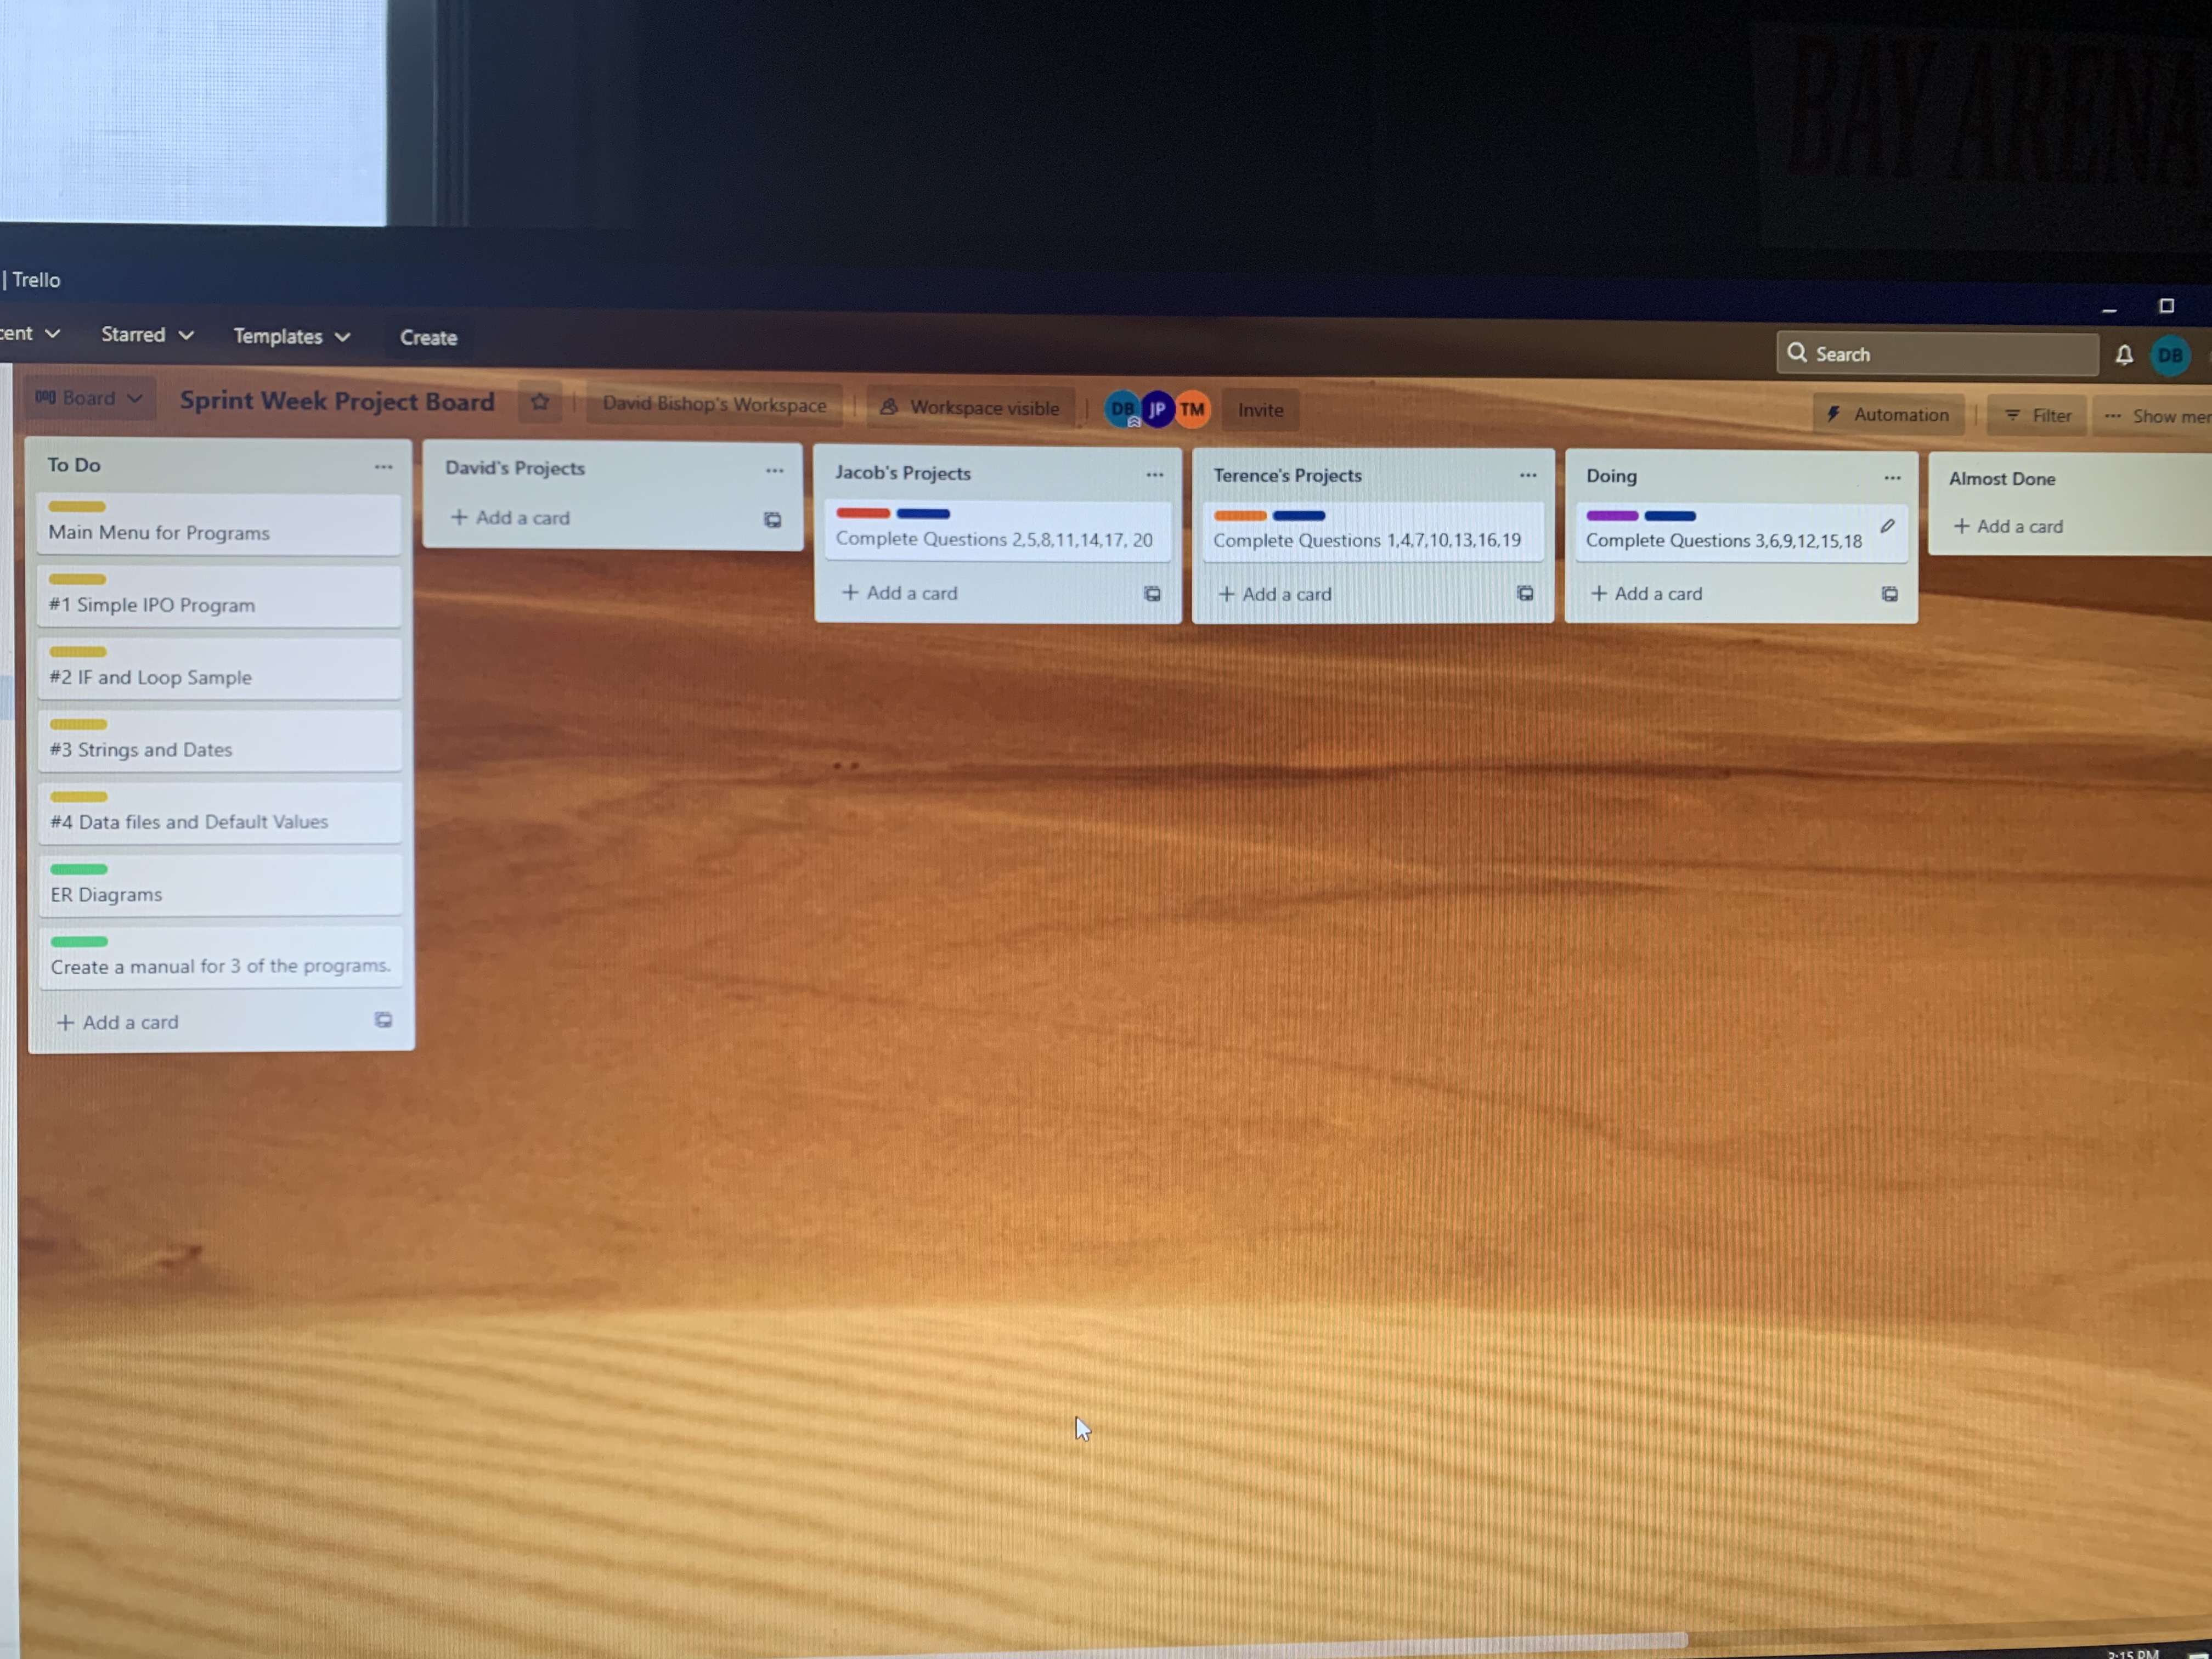 BAY ARENA
| Trello
Starred
Templates
Create
Search
DB
Board
Sprint Week Project Board
David Bishop's Workspace
Workspace visible
DB
JP
TM
Invite
Automation
Filter
Show
To Do
Main Menu for Programs
#1 Simple IPO Program
#2 IF and Loop Sample
#3 Strings and Dates
#4 Data files and Default Values
ER Diagrams
Create a manual for 3 of the programs.
+ Add a card
David's Projects
+ Add a card
Jacob's Projects
Complete Questions 2,5,8,11,14,17, 20
+ Add a card
Terence's Projects
Complete Questions 1,4,7,10,13,16,19
+ Add a card
Doing
Complete Questions 3,6,9,12,15,18
+ Add a card
Almost Done
+ Add a card